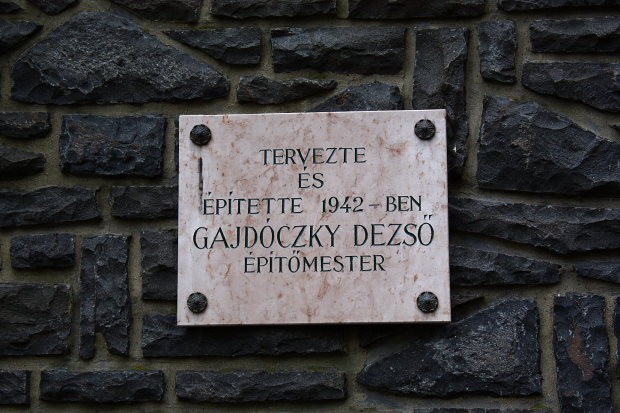 TERVEZTE
ÉS
ÉPÍTETTE 1942-BEN
GAJDÓCZKY DEZSŐ
ÉPÍTŐMESTER